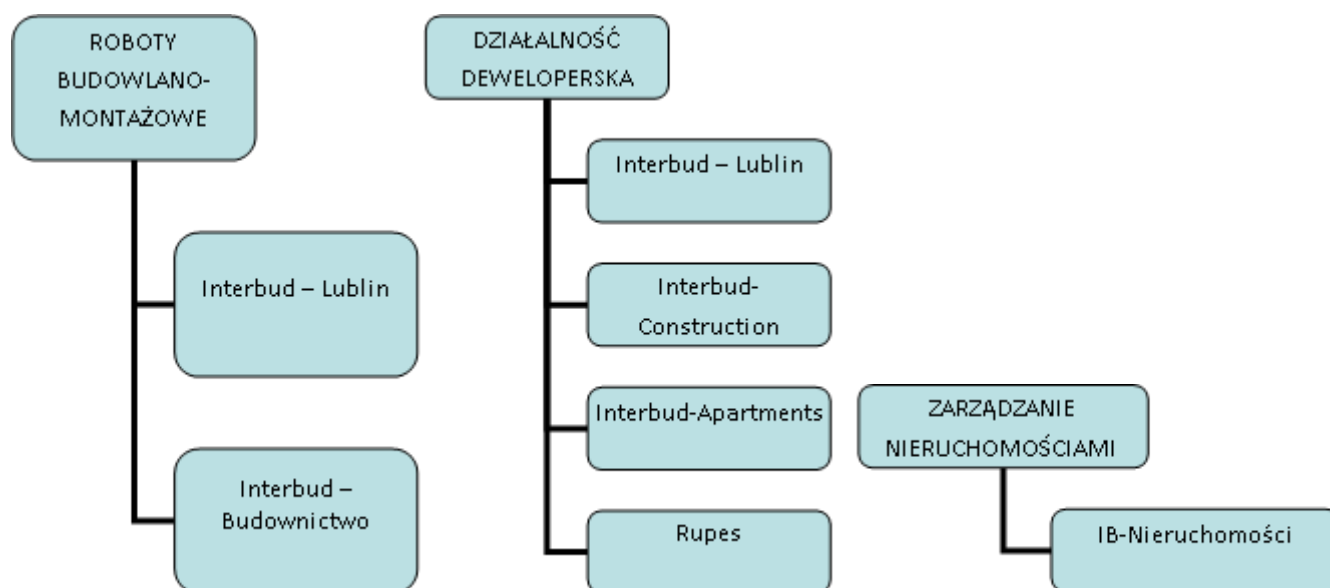 ROBOTY
BUDOWLANO-
MONTAŻOWE
Interbud – Lublin
Interbud –
Budownictwo
DZIAŁALNOŚĆ
DEWELOPERSKA
Interbud – Lublin
Interbud-
Construction
Interbud-Apartments
Rupes
ZARZĄDZANIE
NIERUCHOMOŚCIAMI
IB-Nieruchomości